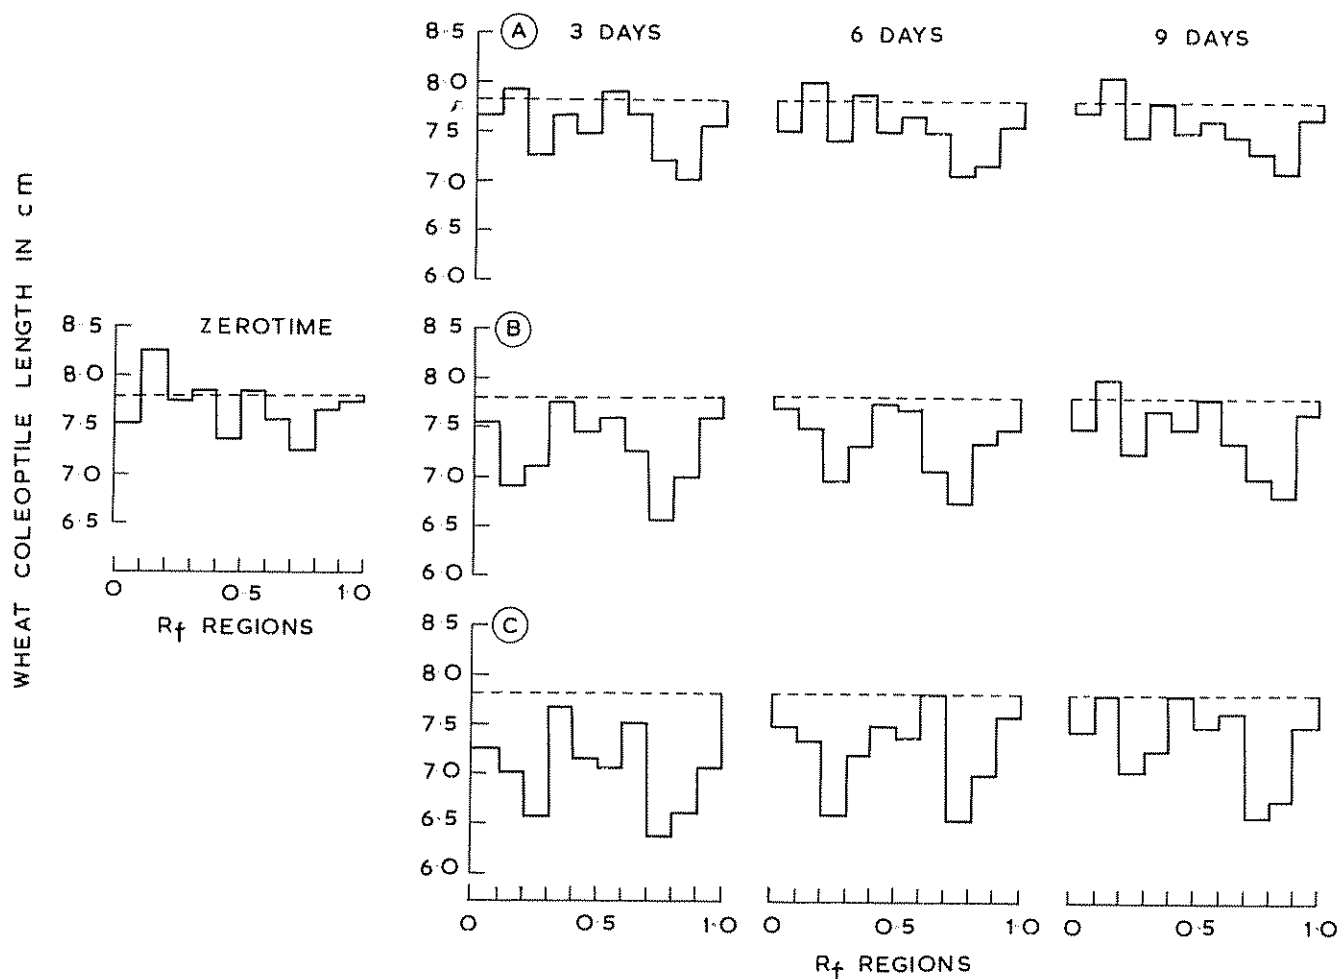 WHEAT COLEOPTILE LENGTH IN cm
A 3 DAYS 6 DAYS 9 DAYS
8·5
8·0
7·5
7·0
6·5
6·0
ZEROTIME
8·5
8·0
7·5
7·0
6·5
0 0·5 1·0
Rf REGIONS
B
8 5
8·0
7·5
7·0
6·5
6·0
C
8·5
8·0
7·5
7·0
6·5
6·0
0 0·5 1·0 0 0·5 1·0 0 0·5 1·0
Rf REGIONS